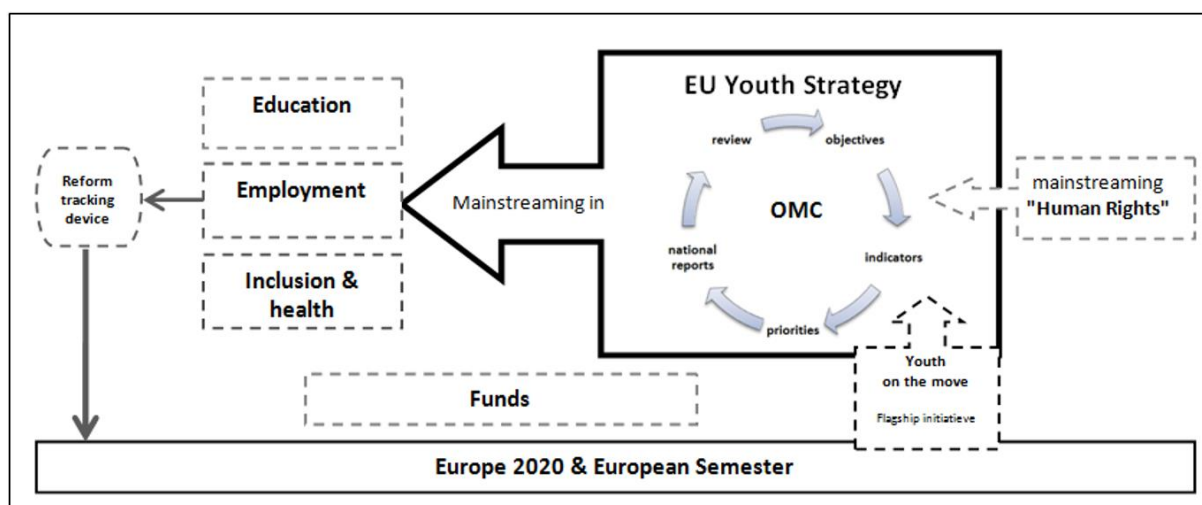 EU Youth Strategy
Education
review
objectives
Reform
tracking
device
Employment
Mainstreaming in
OMC
mainstreaming
"Human Rights"
national
reports
indicators
Inclusion &
health
priorities
Youth
on the move
Flagship initiatieve
Funds
Europe 2020 & European Semester